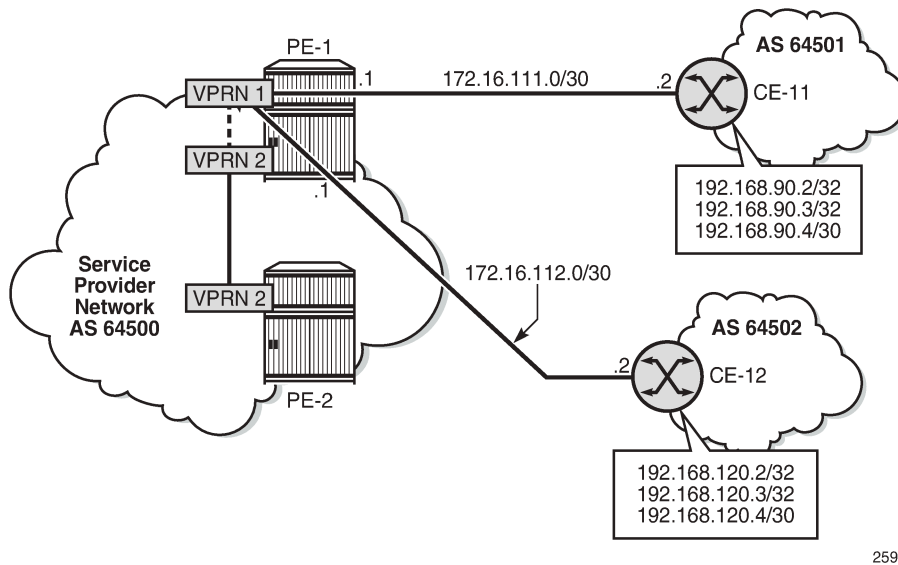 PE-1
AS 64501
VPRN 1
.1
172.16.111.0/30
.2
CE-11
VPRN 2
.1
192.168.90.2/32
192.168.90.3/32
192.168.90.4/30
172.16.112.0/30
Service
Provider
Network
AS 64500
VPRN 2
AS 64502
.2
CE-12
PE-2
192.168.120.2/32
192.168.120.3/32
192.168.120.4/30
259